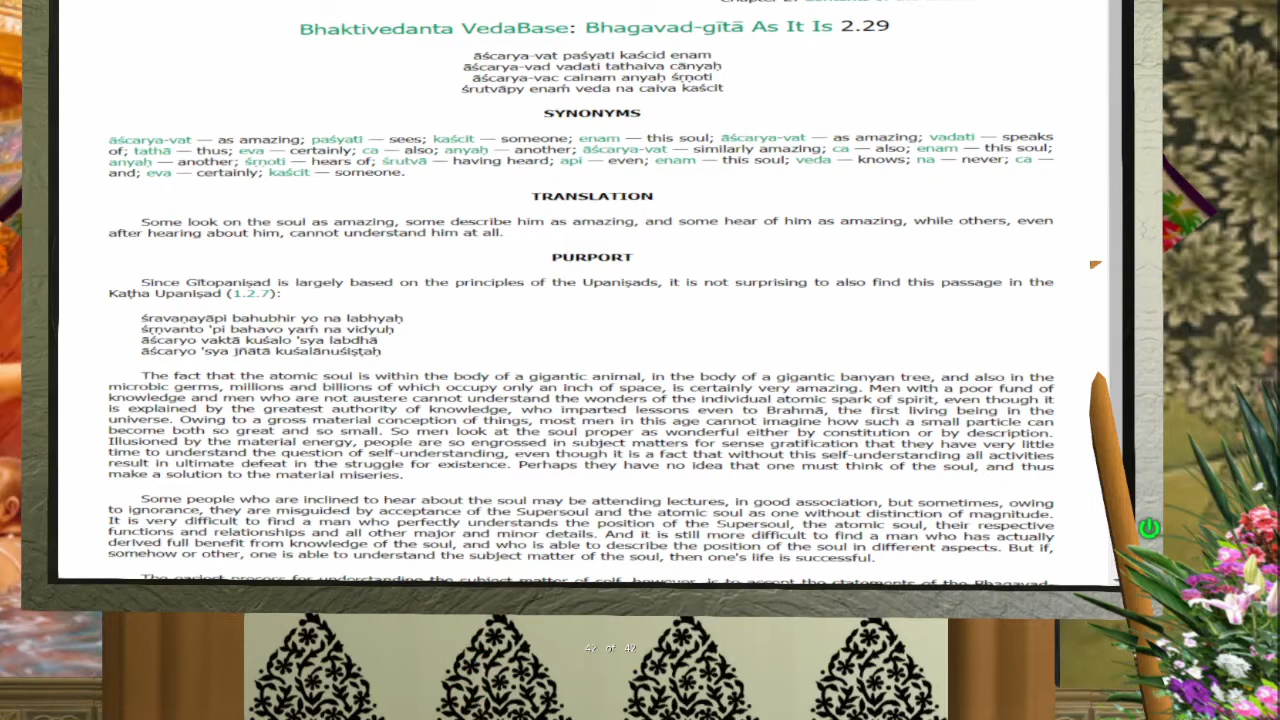 Bhaktivedanta VedaBase: Bhagavad-gītā As It Is 2.29
āścarya-vat paśyati kaścid enam
āścarya-vad vadati tathaiva cānyaḥ
āścarya-vac cainam anyaḥ śṛṇoti
śrutvāpy enaṁ veda na caiva kaścit
SYNONYMS
āścarya-vat — as amazing; paśyati — sees; kaścit — someone; enam — this soul; āścarya-vat — as amazing; vadati — speaks
of; tathā — thus; eva — certainly; ca — also; anyaḥ — another; āścarya-vat — similarly amazing; ca — also; enam — this soul;
anyaḥ — another; śṛṇoti — hears of; śrutvā — having heard; api — even; enam — this soul; veda — knows; na — never; ca —
and; eva — certainly; kaścit — someone.
TRANSLATION
Some look on the soul as amazing, some describe him as amazing, and some hear of him as amazing, while others, even
after hearing about him, cannot understand him at all.
PURPORT
Since Gītopaniṣad is largely based on the principles of the Upaniṣads, it is not surprising to also find this passage in the
Kaṭha Upaniṣad (1.2.7):
śravaṇayāpi bahubhir yo na labhyaḥ
śṛṇvanto 'pi bahavo yaṁ na vidyuḥ
āścaryo vaktā kuśalo 'sya labdhā
āścaryo 'sya jñātā kuśalānuśiṣṭaḥ
The fact that the atomic soul is within the body of a gigantic animal, in the body of a gigantic banyan tree, and also in the
microbic germs, millions and billions of which occupy only an inch of space, is certainly very amazing. Men with a poor fund of
knowledge and men who are not austere cannot understand the wonders of the individual atomic spark of spirit, even though it
is explained by the greatest authority of knowledge, who imparted lessons even to Brahmā, the first living being in the
universe. Owing to a gross material conception of things, most men in this age cannot imagine how such a small particle can
become both so great and so small. So men look at the soul proper as wonderful either by constitution or by description.
Illusioned by the material energy, people are so engrossed in subject matters for sense gratification that they have very little
time to understand the question of self-understanding, even though it is a fact that without this self-understanding all activities
result in ultimate defeat in the struggle for existence. Perhaps they have no idea that one must think of the soul, and thus
make a solution to the material miseries.
Some people who are inclined to hear about the soul may be attending lectures, in good association, but sometimes, owing
to ignorance, they are misguided by acceptance of the Supersoul and the atomic soul as one without distinction of magnitude.
It is very difficult to find a man who perfectly understands the position of the Supersoul, the atomic soul, their respective
functions and relationships and all other major and minor details. And it is still more difficult to find a man who has actually
derived full benefit from knowledge of the soul, and who is able to describe the position of the soul in different aspects. But if,
somehow or other, one is able to understand the subject matter of the soul, then one's life is successful.
The easiest process for understanding the subject matter of self, however, is to accept the statements of the Bhagavad-
42 of 42